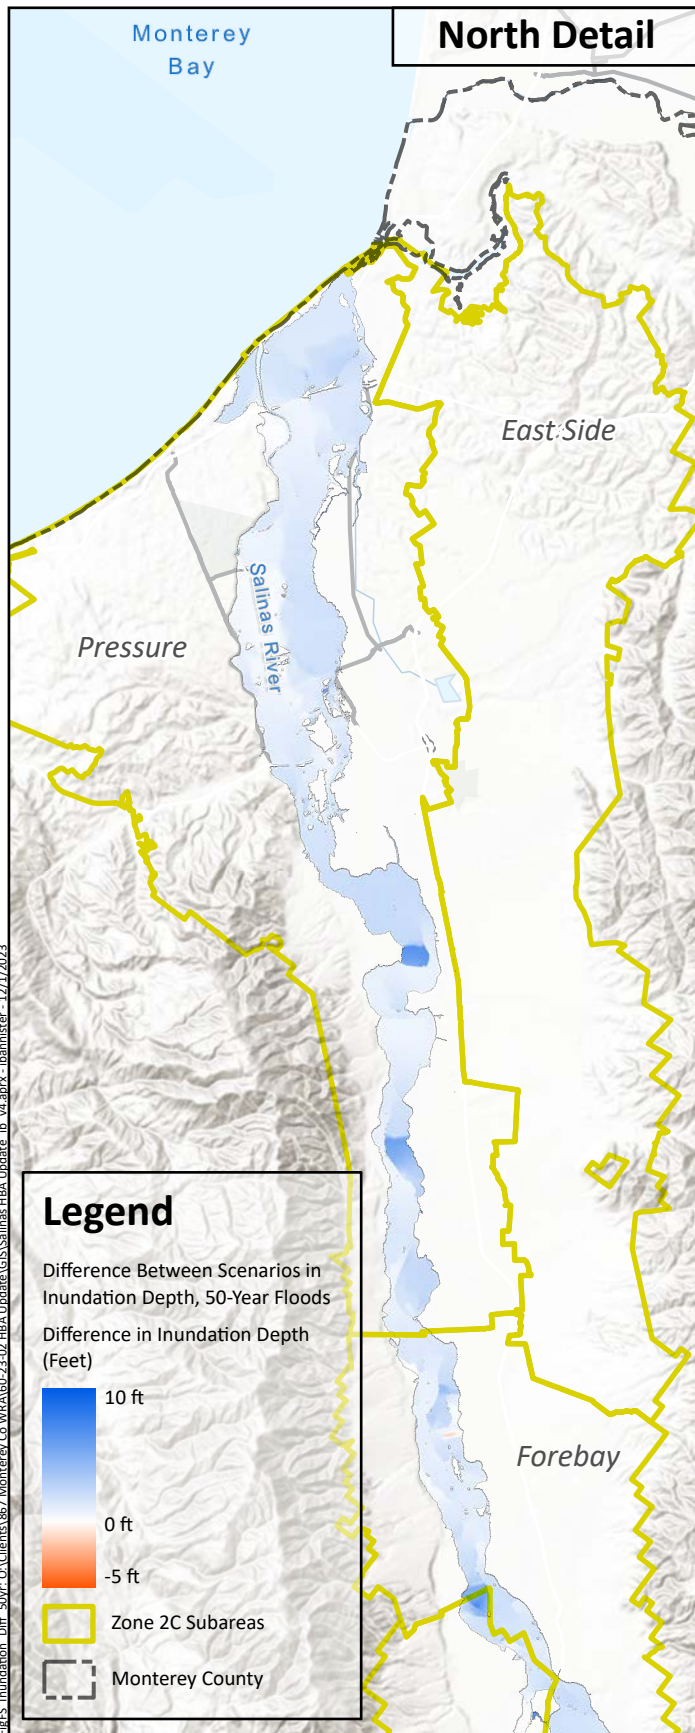 North Detail
Monterey
Bay
East Side
Salinas River
Pressure
Forebay
Legend
Difference Between Scenarios in
Inundation Depth, 50-Year Floods
Difference in Inundation Depth
(Feet)
10 ft
0 ft
-5 ft
Zone 2C Subareas
Monterey County